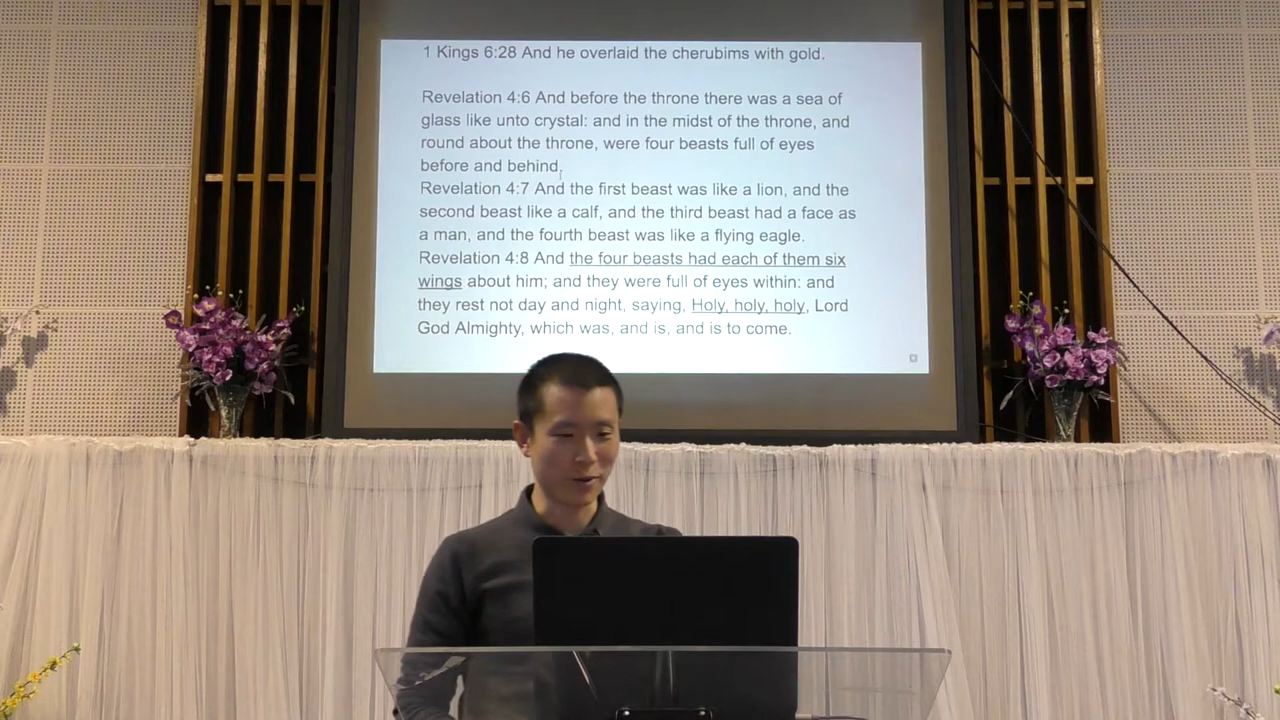 1 Kings 6:28 And he overlaid the cherubims with gold.
Revelation 4:6 And before the throne there was a sea of
glass like unto crystal: and in the midst of the throne, and
round about the throne, were four beasts full of eyes
before and behind.
Revelation 4:7 And the first beast was like a lion, and the
second beast like a calf, and the third beast had a face as
a man, and the fourth beast was like a flying eagle.
Revelation 4:8 And the four beasts had each of them six
wings about him; and they were full of eyes within: and
they rest not day and night, saying, Holy, holy, holy, Lord
God Almighty, which was, and is, and is to come.